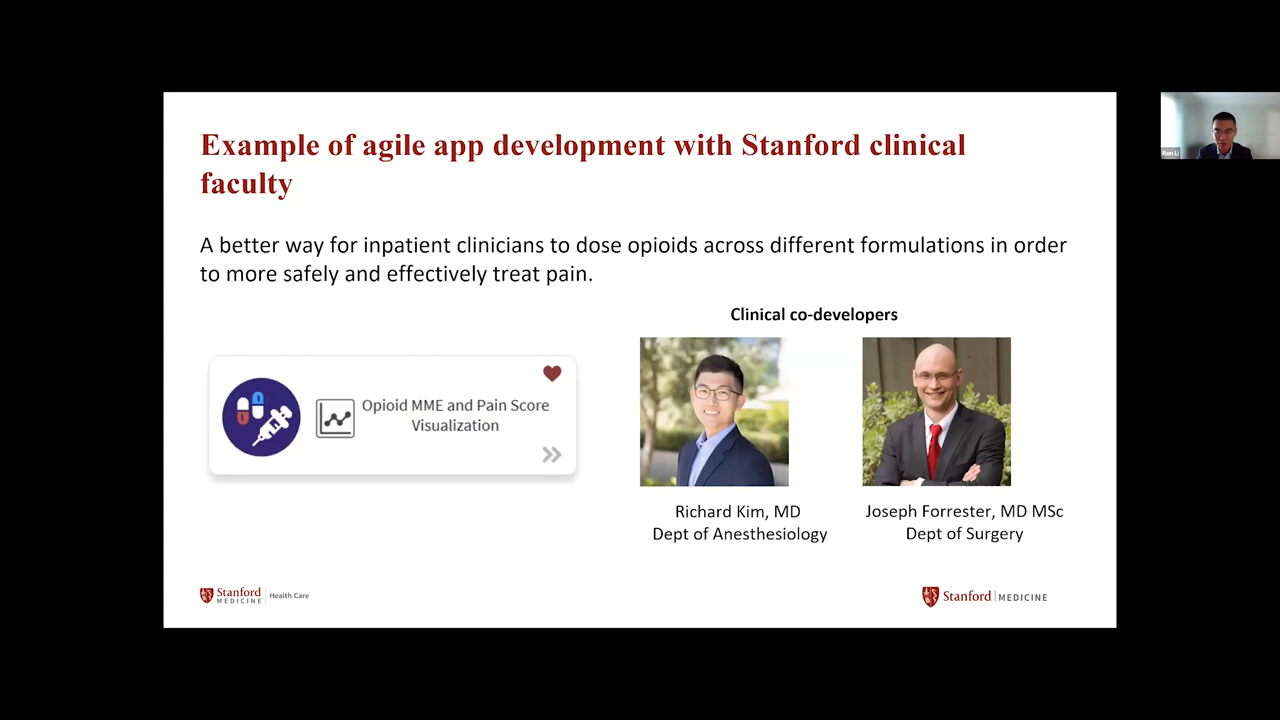 Example of agile app development with Stanford clinical
faculty
A better way for inpatient clinicians to dose opioids across different formulations in order
to more safely and effectively treat pain.
Clinical co-developers
Opioid MME and Pain Score
Visualization
Richard Kim, MD
Dept of Anesthesiology
Joseph Forrester, MD MSc
Dept of Surgery
Stanford
MEDICINE
Health Care
Stanford MEDICINE
Ron Li